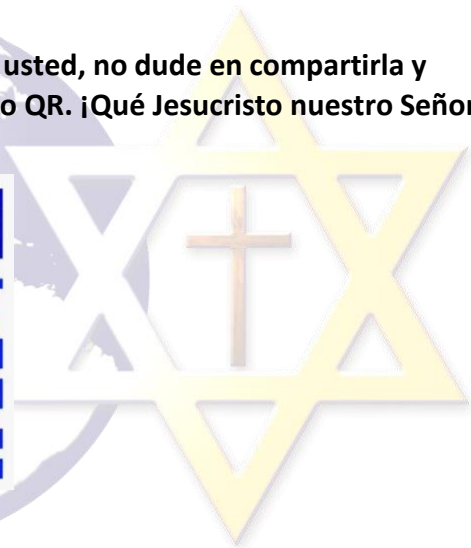 usted, no dude en compartirla y
o QR. ¡Qué Jesucristo nuestro Señor